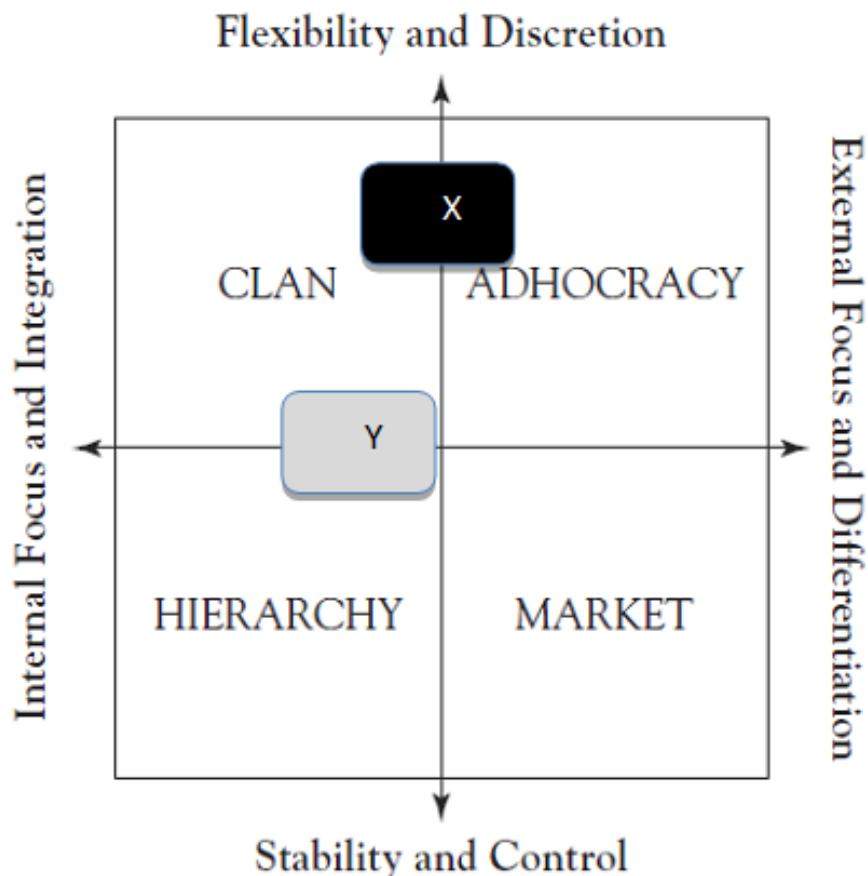 Flexibility and Discretion
Internal Focus and Integration
External Focus and Differentiation
X
CLAN
ADHOCRACY
Y
HIERARCHY
MARKET
Stability and Control